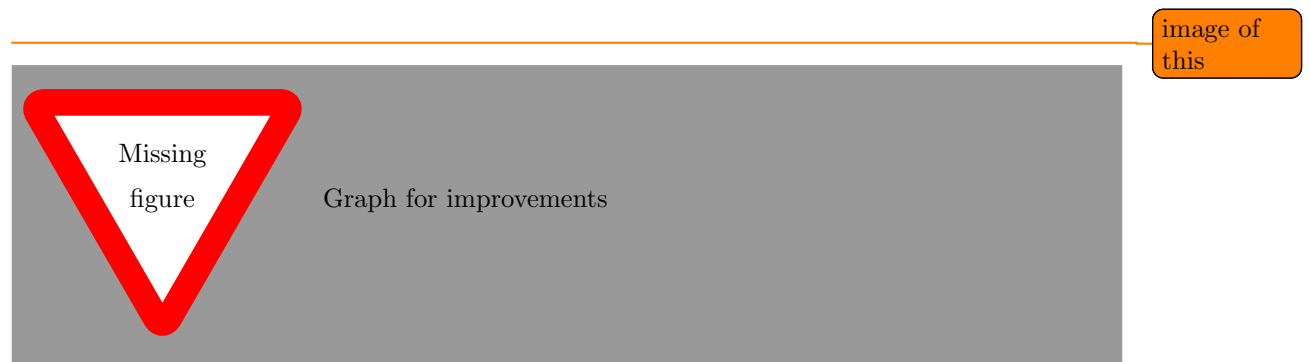 image of
this
Missing
figure
Graph for improvements